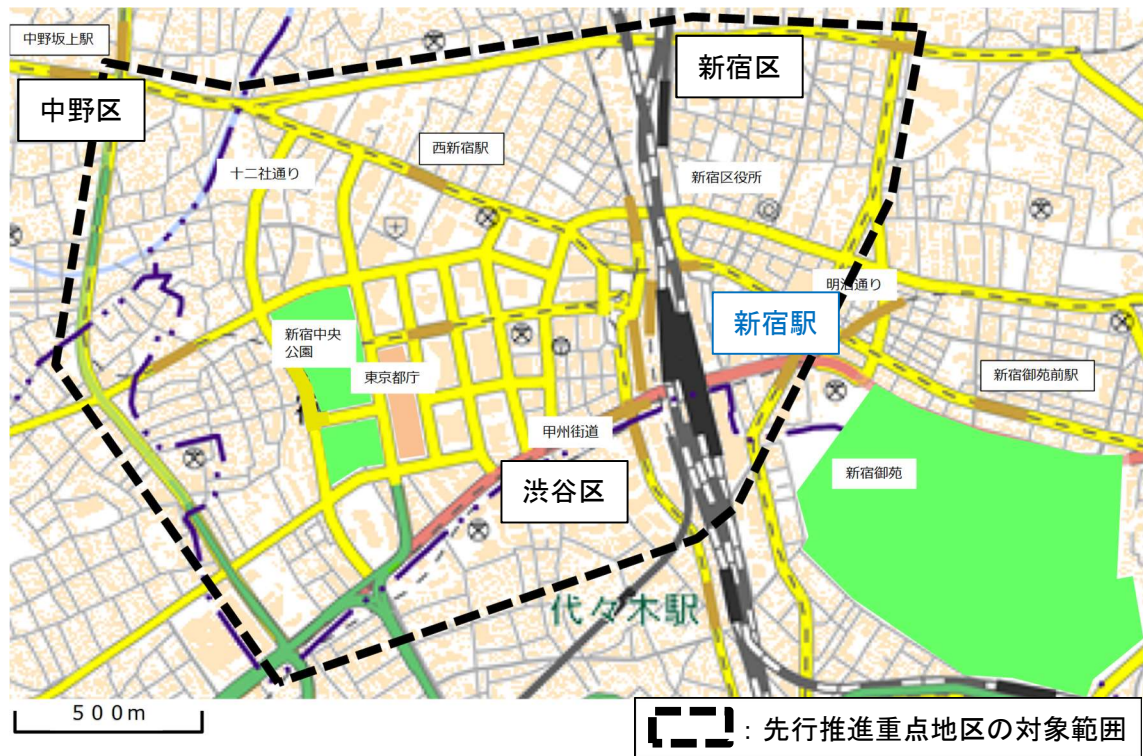 中野坂上駅
新宿区
中野区
西新宿駅
十二社通り
新宿区役所
明治通り
新宿駅
新宿中央
公園
東京都庁
新宿御苑前駅
甲州街道
新宿御苑
渋谷区
代々木駅
500m
:先行推進重点地区の対象範囲